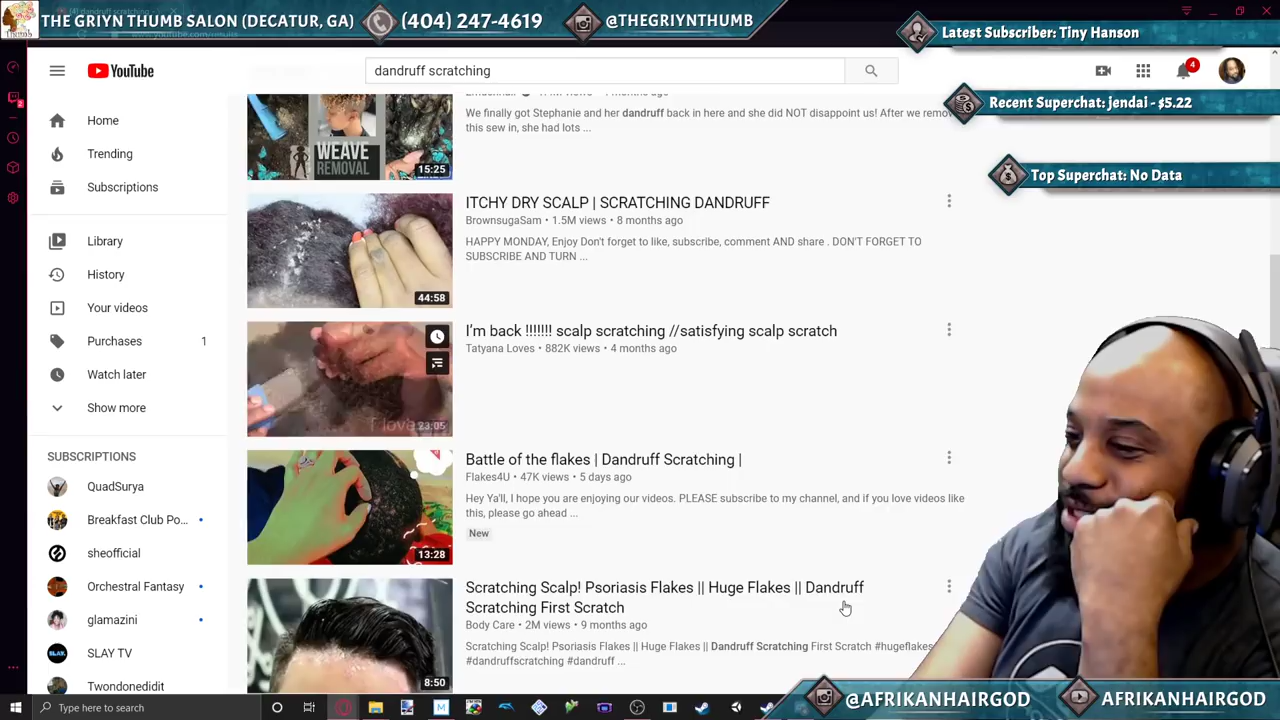 THE GRIYN THUMB SALON (DECATUR, GA)
(404) 247-4619
@THEGRIYNTHUMB
Latest Subscriber: Tiny Hanson
Recent Superchat: jendai - $5.22
Top Superchat: No Data
YouTube
dandruff scratching
4
Home
Trending
Subscriptions
Library
History
Your videos
Purchases 1
Watch later
Show more
SUBSCRIPTIONS
QuadSurya
Breakfast Club Po...
sheofficial
Orchestral Fantasy
glamazini
SLAY TV
Twondonedidit
WEAVE
REMOVAL
15:25
We finally got Stephanie and her dandruff back in here and she did NOT disappoint us! After we remov
this sew in, she had lots ...
44:58
ITCHY DRY SCALP | SCRATCHING DANDRUFF
BrownsugaSam • 1.5M views • 8 months ago
HAPPY MONDAY, Enjoy Don't forget to like, subscribe, comment AND share . DON'T FORGET TO
SUBSCRIBE AND TURN ...
23:05
I'm back !!!!!!! scalp scratching //satisfying scalp scratch
Tatyana Loves • 882K views • 4 months ago
13:28
Battle of the flakes | Dandruff Scratching |
Flakes4U • 47K views • 5 days ago
Hey Ya'll, I hope you are enjoying our videos. PLEASE subscribe to my channel, and if you love videos like
this, please go ahead ...
New
8:50
Scratching Scalp! Psoriasis Flakes || Huge Flakes || Dandruff
Scratching First Scratch
Body Care • 2M views • 9 months ago
Scratching Scalp! Psoriasis Flakes || Huge Flakes || Dandruff Scratching First Scratch #hugeflakes
#dandruffscratching #dandruff ...
Type here to search
@AFRIKANHAIRGOD
AFRIKANHAIRGOD